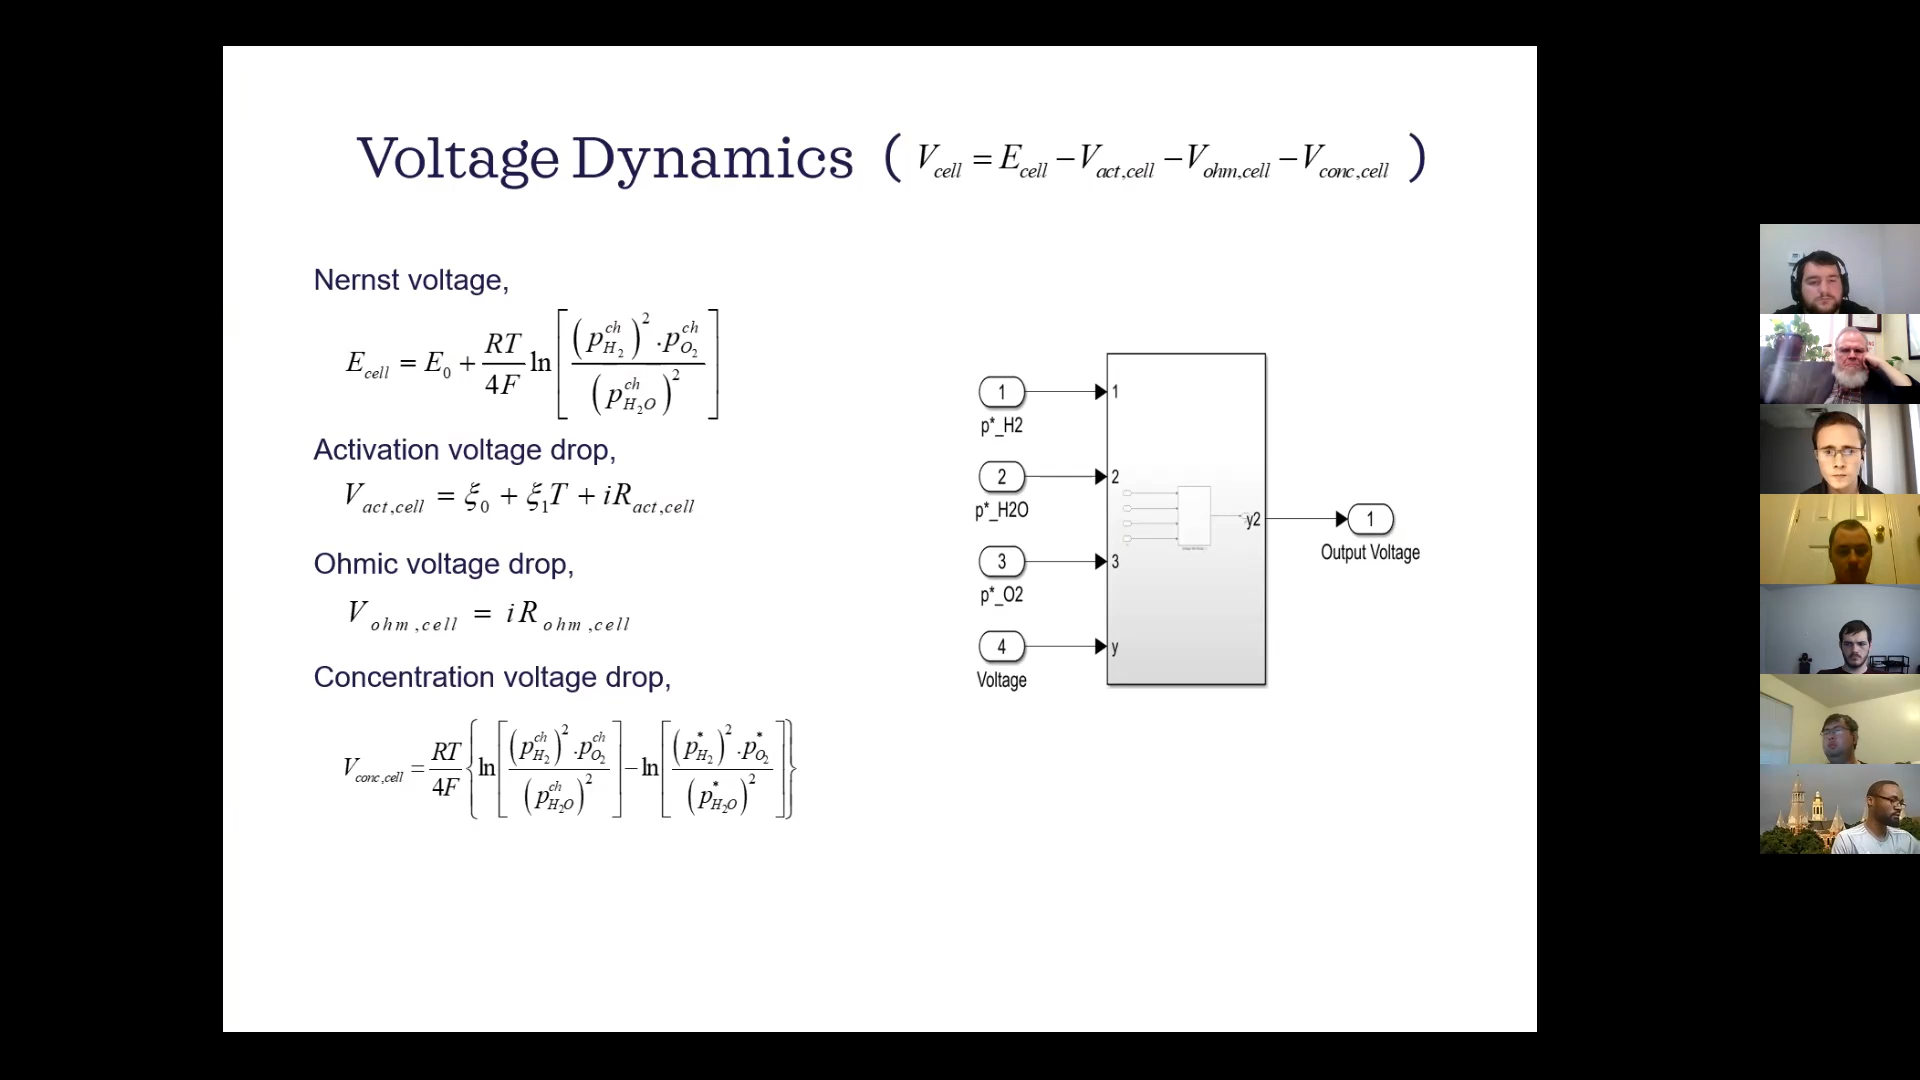 Voltage Dynamics ( V_cell = E_cell − V_act,cell − V_ohm,cell − V_conc,cell )
Nernst voltage,
E_cell = E_0 + RT/4F ln[ (p_H2^ch)^2 . p_O2^ch / (p_H2O^ch)^2 ]
Activation voltage drop,
V_act,cell = ξ_0 + ξ_1 T + iR_act,cell
Ohmic voltage drop,
V_ohm,cell = iR_ohm,cell
Concentration voltage drop,
V_conc,cell = RT/4F { ln[ (p_H2^ch)^2 . p_O2^ch / (p_H2O^ch)^2 ] − ln[ (p_H2^*)^2 . p_O2^* / (p_H2O^*)^2 ] }
1 1
p*_H2
2 2
p*_H2O
y2 1
Output Voltage
3 3
p*_O2
4 y
Voltage